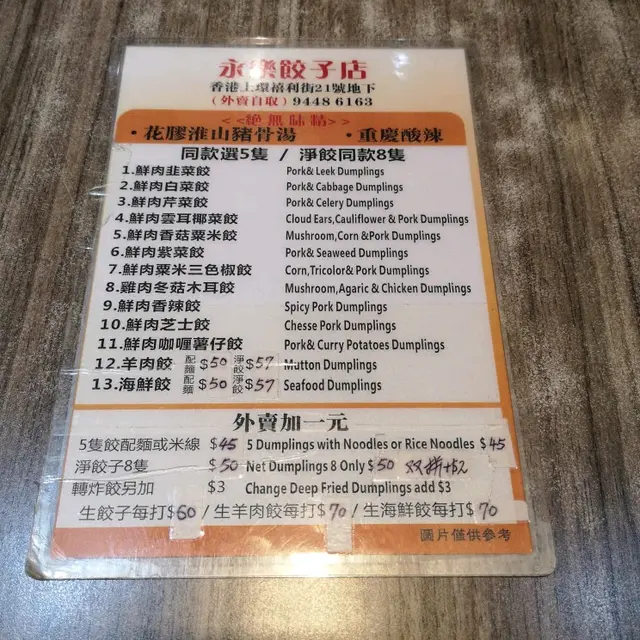 永樂餃子店
香港上環禧利街21號地下
(外賣自取) 9448 6163
<<絕無味精>>
・花膠淮山豬骨湯 ・重慶酸辣
同款選5隻 / 淨餃同款8隻
1.鮮肉韭菜餃 Pork& Leek Dumplings
2.鮮肉白菜餃 Pork& Cabbage Dumplings
3.鮮肉芹菜餃 Pork& Celery Dumplings
4.鮮肉雲耳椰菜餃 Cloud Ears,Cauliflower & Pork Dumplings
5.鮮肉香菇粟米餃 Mushroom,Corn &Pork Dumplings
6.鮮肉紫菜餃 Pork& Seaweed Dumplings
7.鮮肉粟米三色椒餃 Corn,Tricolor& Pork Dumplings
8.雞肉冬菇木耳餃 Mushroom,Agaric & Chicken Dumplings
9.鮮肉香辣餃 Spicy Pork Dumplings
10.鮮肉芝士餃 Chesse Pork Dumplings
11.鮮肉咖喱薯仔餃 Pork& Curry Potatoes Dumplings
12.羊肉餃 配麵 $50 淨餃 $57 Mutton Dumplings
13.海鮮餃 配麵 $50 淨餃 $57 Seafood Dumplings
外賣加一元
5隻餃配麵或米線 $45 5 Dumplings with Noodles or Rice Noodles $45
淨餃子8隻 $50 Net Dumplings 8 Only $50 双拼+$2
轉炸餃另加 $3 Change Deep Fried Dumplings add $3
生餃子每打$60 / 生羊肉餃每打$70 / 生海鮮餃每打$70
圖片僅供參考